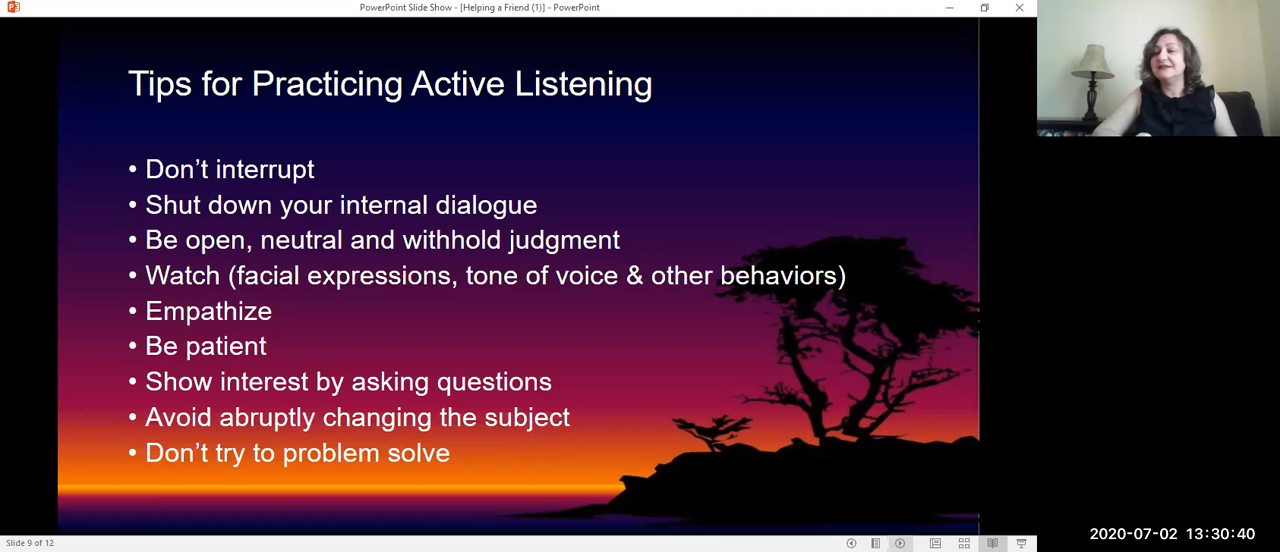 PowerPoint Slide Show - [Helping a Friend (1)] - PowerPoint
Tips for Practicing Active Listening
• Don’t interrupt
• Shut down your internal dialogue
• Be open, neutral and withhold judgment
• Watch (facial expressions, tone of voice & other behaviors)
• Empathize
• Be patient
• Show interest by asking questions
• Avoid abruptly changing the subject
• Don’t try to problem solve
Slide 9 of 12
2020-07-02 13:30:40